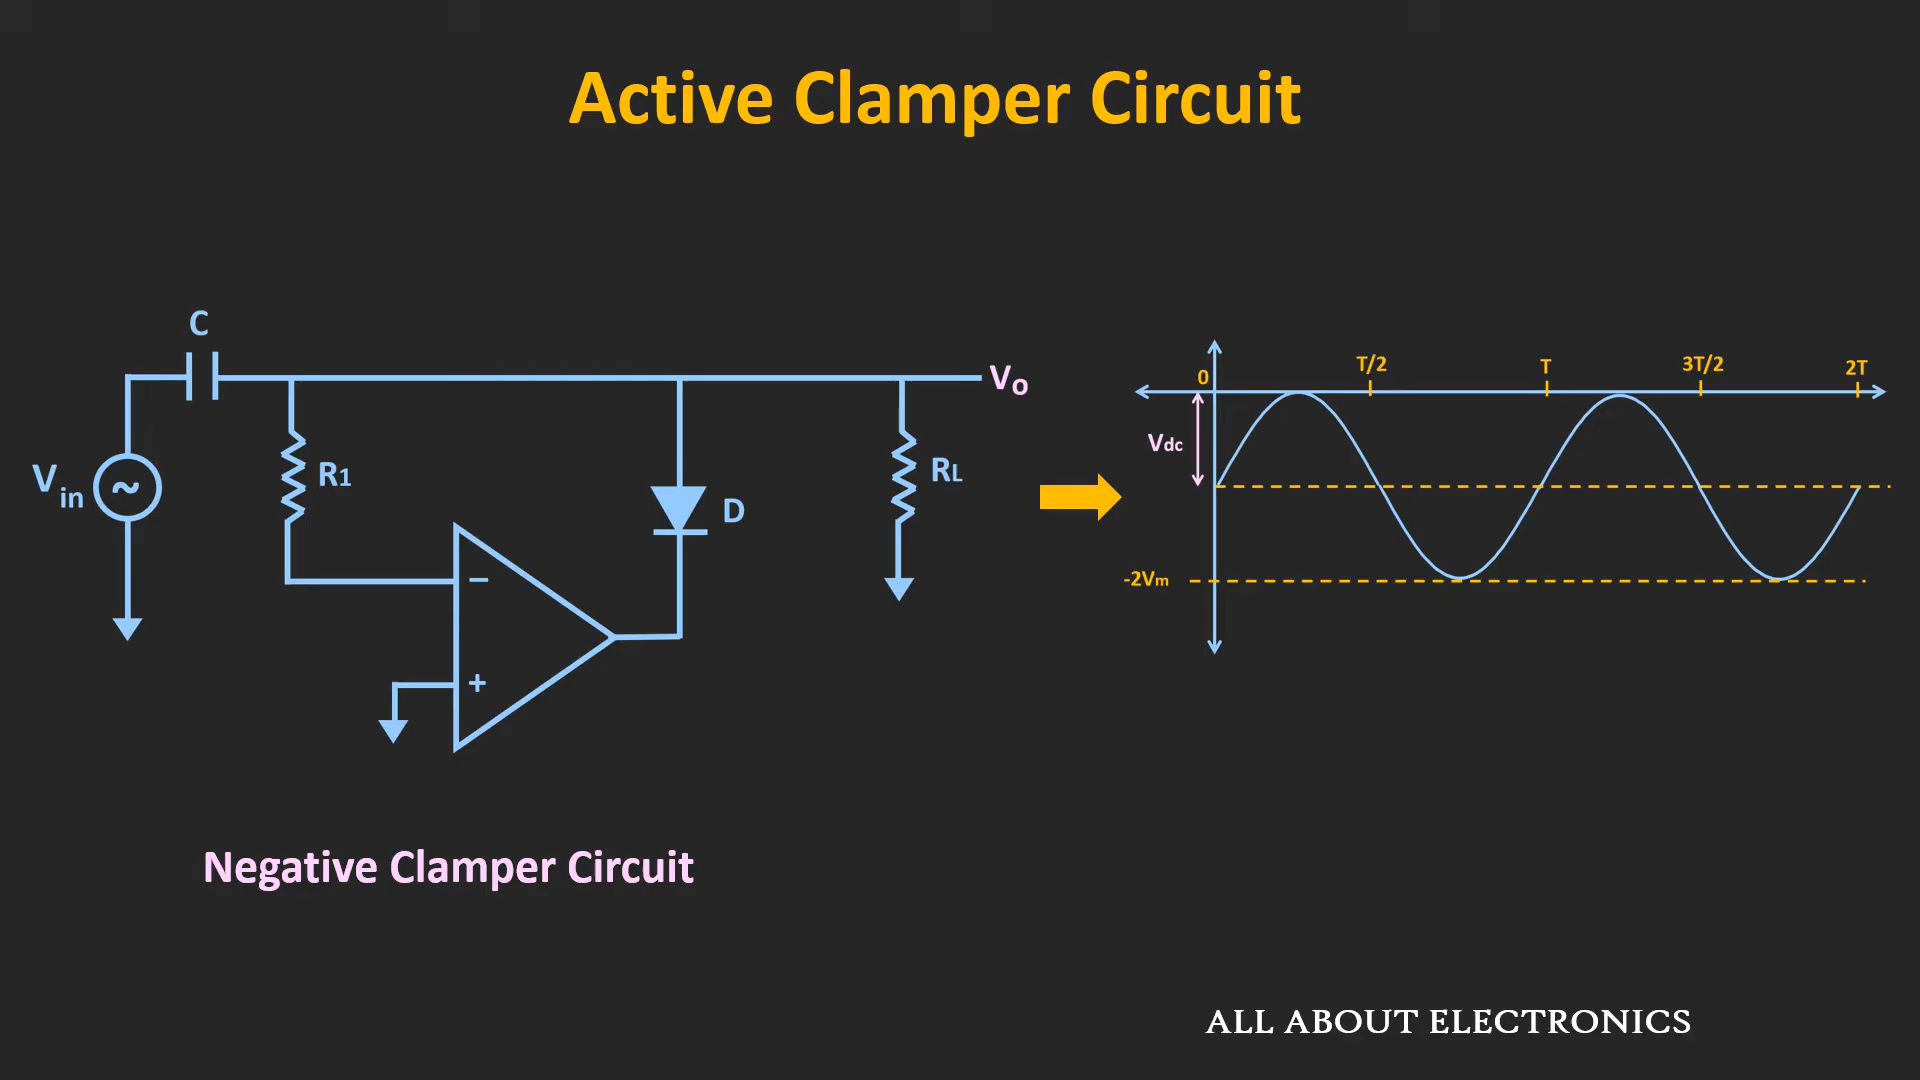 Active Clamper Circuit
C
Vo
Vin
R1
RL
D
−
+
0
T/2
T
3T/2
2T
Vdc
-2Vm
Negative Clamper Circuit
ALL ABOUT ELECTRONICS